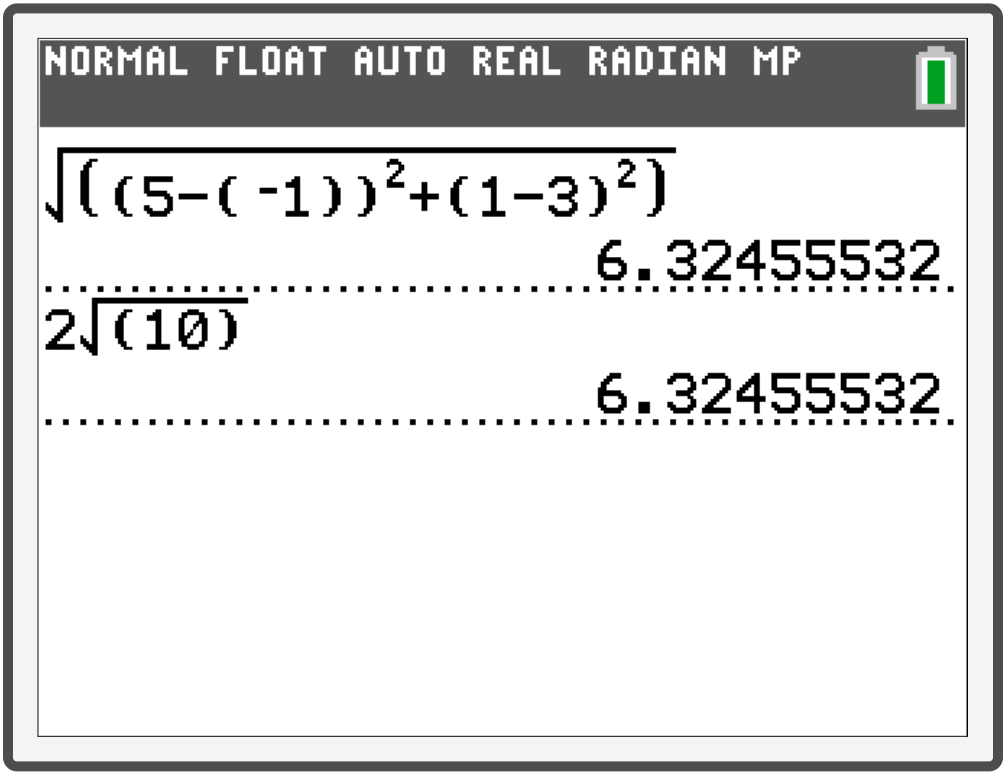 NORMAL FLOAT AUTO REAL RADIAN MP
√((5-(-1))²+(1-3)²)
6.32455532
2√(10)
6.32455532